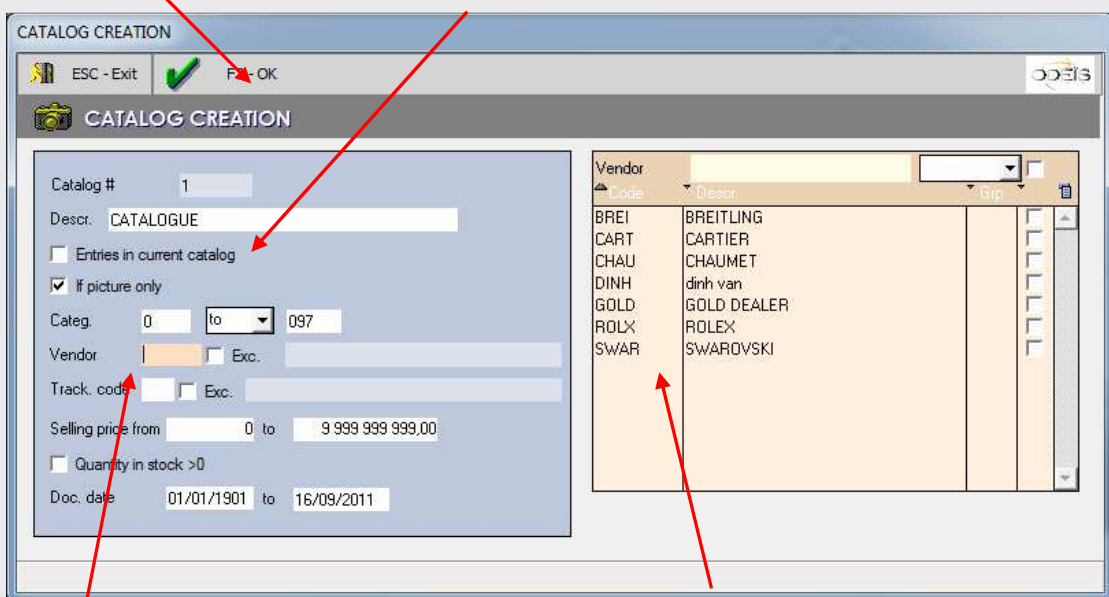 CATALOG CREATION
ESC - Exit
F2 - OK
OPEIS
CATALOG CREATION
Catalog # 1
Descr. CATALOGUE
Entries in current catalog
If picture only
Categ. 0 to 097
Vendor Exc.
Track. code Exc.
Selling price from 0 to 9 999 999 999,00
Quantity in stock >0
Doc. date 01/01/1901 to 16/09/2011
Vendor
Code Descr. Grp
BREI BREITLING
CART CARTIER
CHAU CHAUMET
DINH dinh van
GOLD GOLD DEALER
ROLX ROLEX
SWAR SWAROVSKI